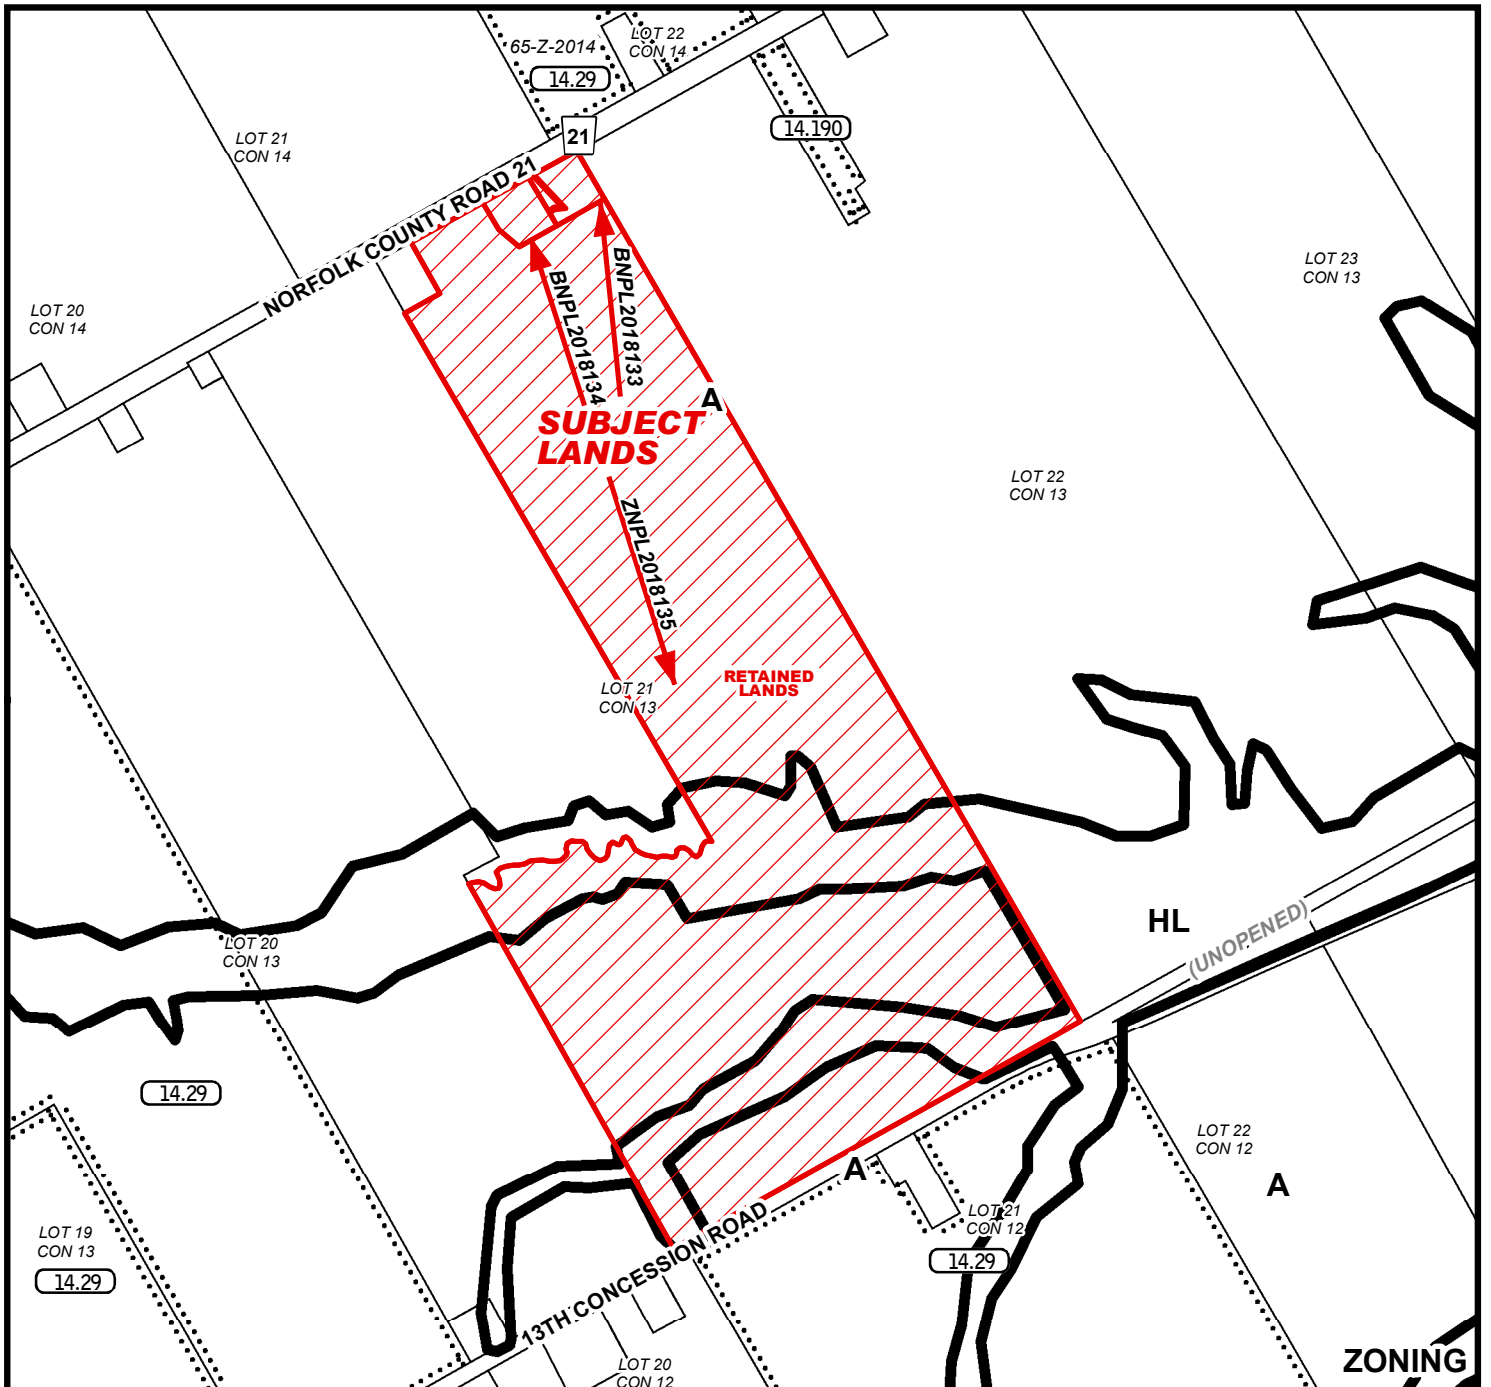 65-Z-2014
14.29
LOT 22
CON 14
21
14.190
LOT 21
CON 14
NORFOLK COUNTY ROAD 21
LOT 20
CON 14
LOT 23
CON 13
BNPL2018134
BNPL2018133
A
SUBJECT
LANDS
LOT 22
CON 13
ZNPL2018135
RETAINED
LANDS
LOT 21
CON 13
HL
(UNOPENED)
LOT 20
CON 13
14.29
LOT 22
CON 12
A
A
LOT 21
CON 12
14.29
LOT 19
CON 13
14.29
13TH CONCESSION ROAD
LOT 20
CON 12
ZONING